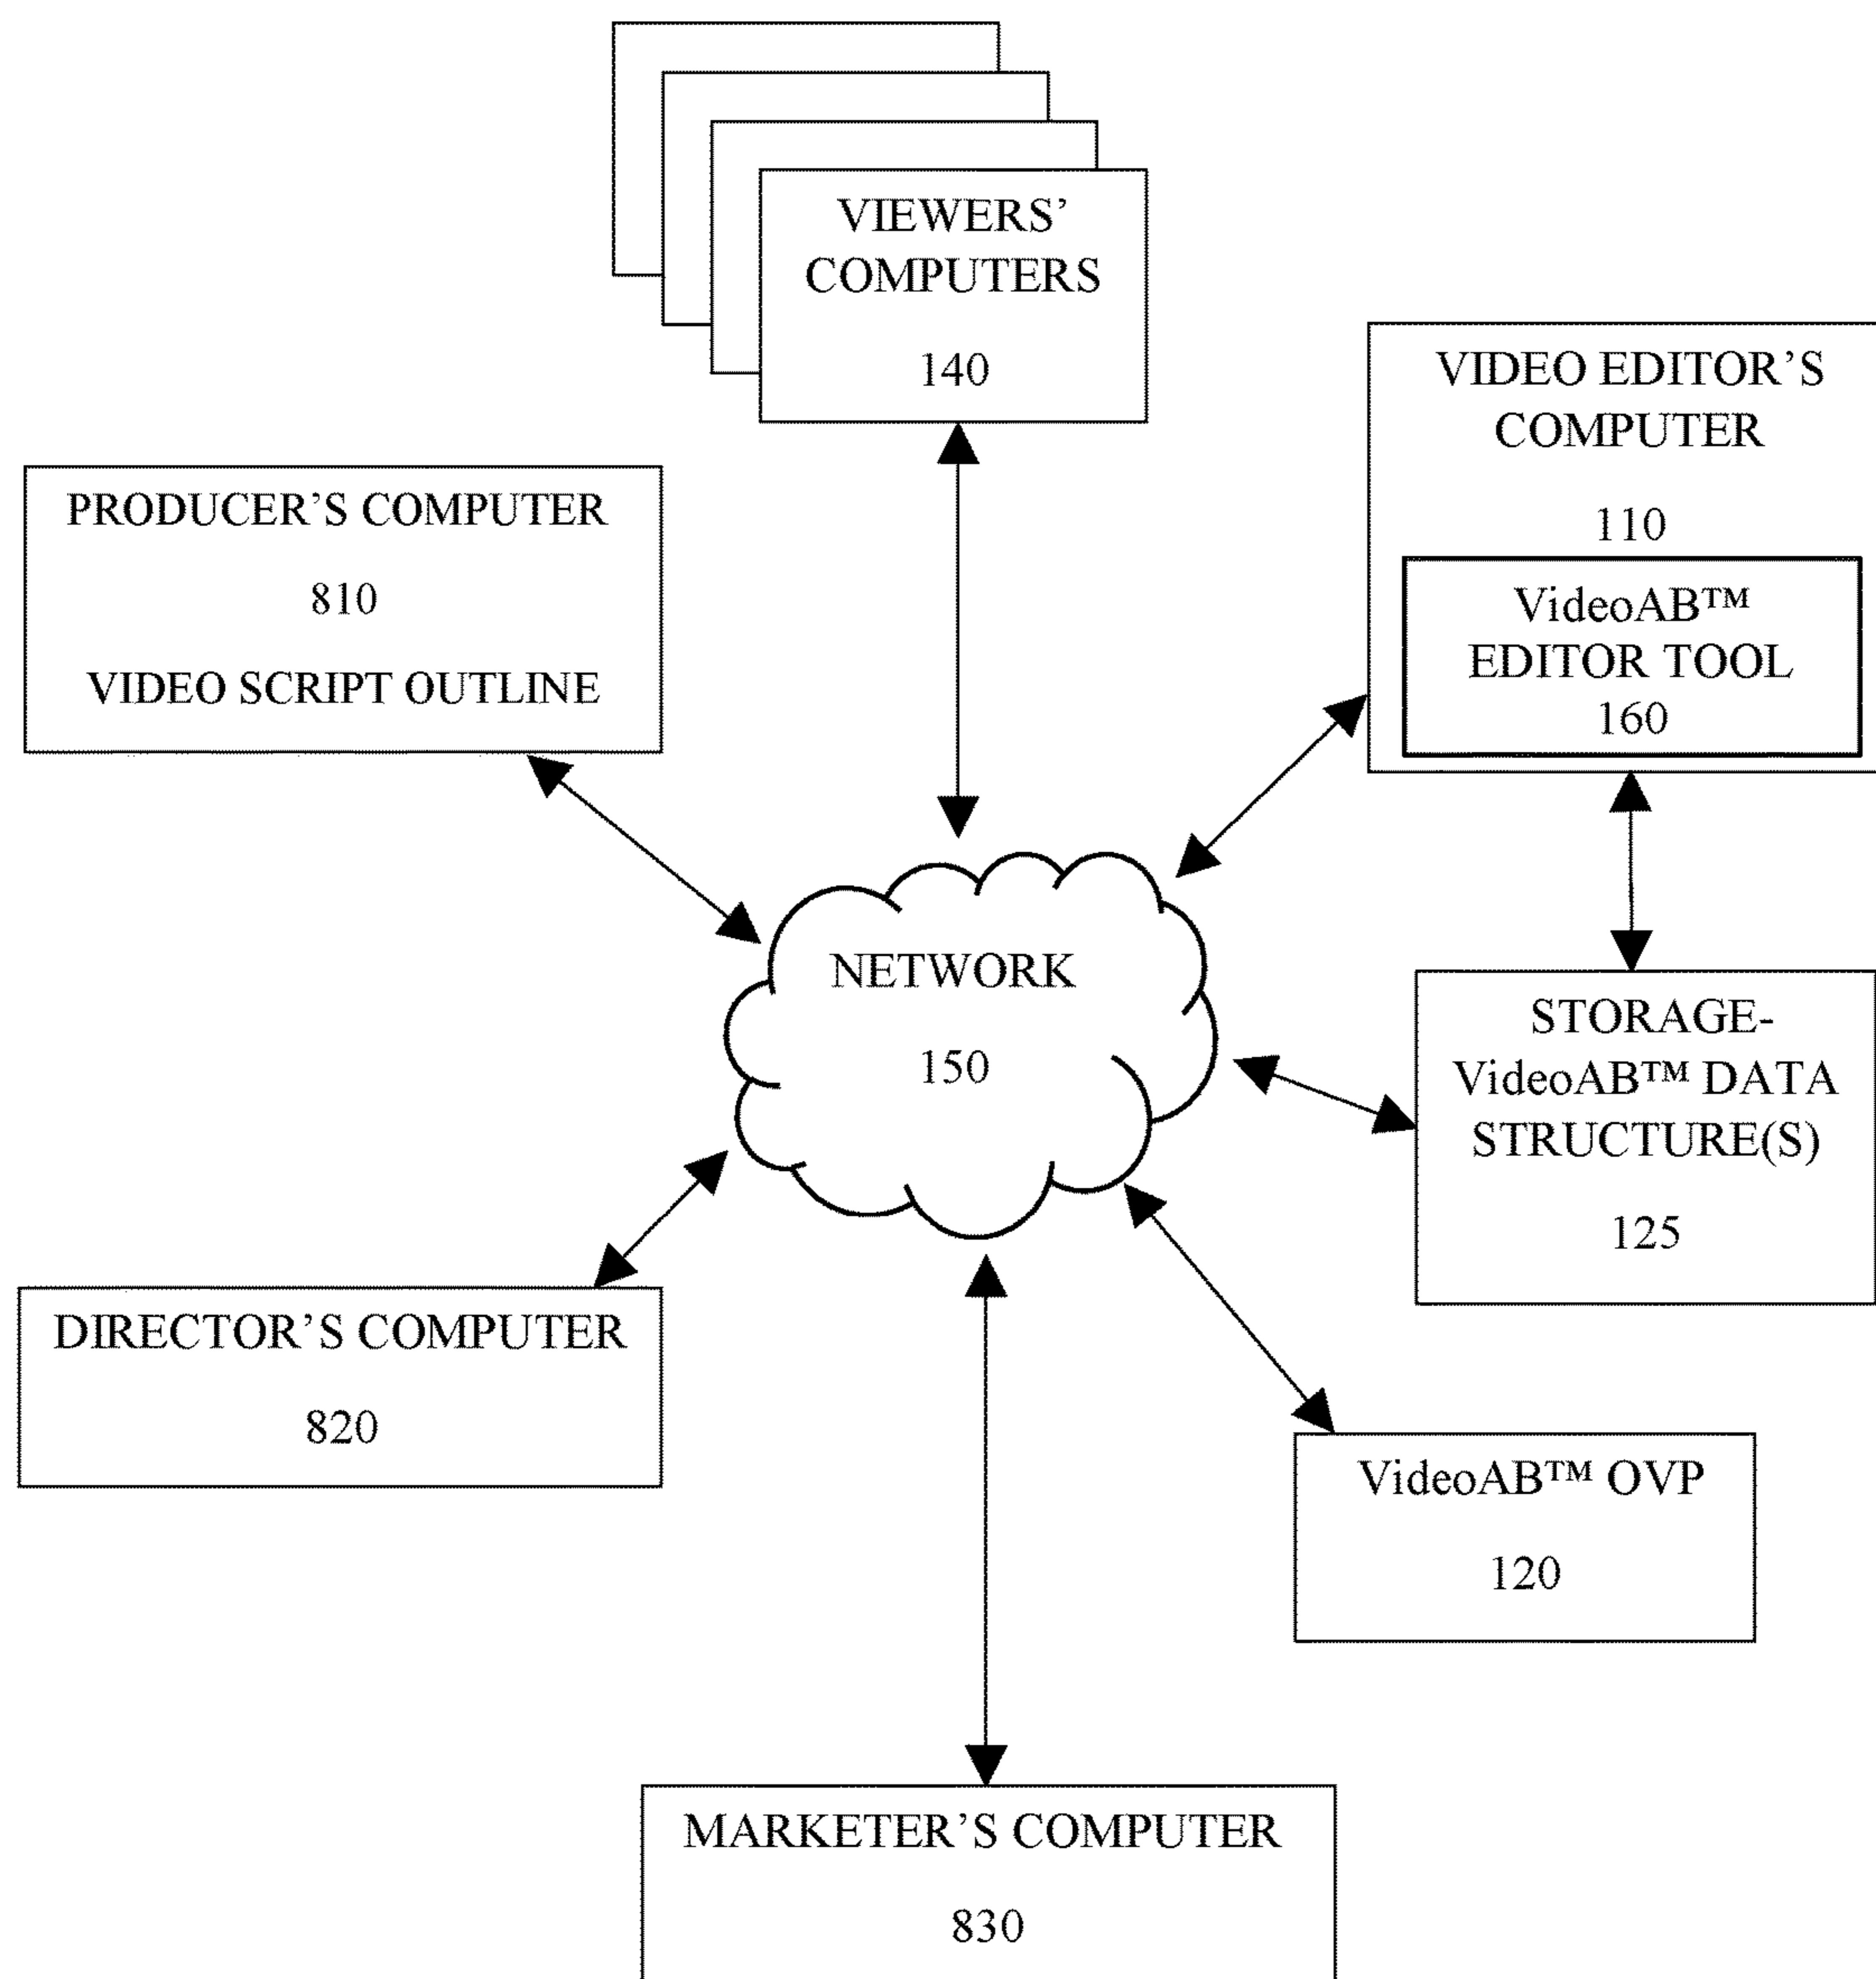 VIEWERS’
COMPUTERS
140
VIDEO EDITOR’S
COMPUTER
110
VideoAB™
EDITOR TOOL
160
PRODUCER’S COMPUTER
810
VIDEO SCRIPT OUTLINE
NETWORK
150
STORAGE-
VideoAB™ DATA
STRUCTURE(S)
125
DIRECTOR’S COMPUTER
820
VideoAB™ OVP
120
MARKETER’S COMPUTER
830